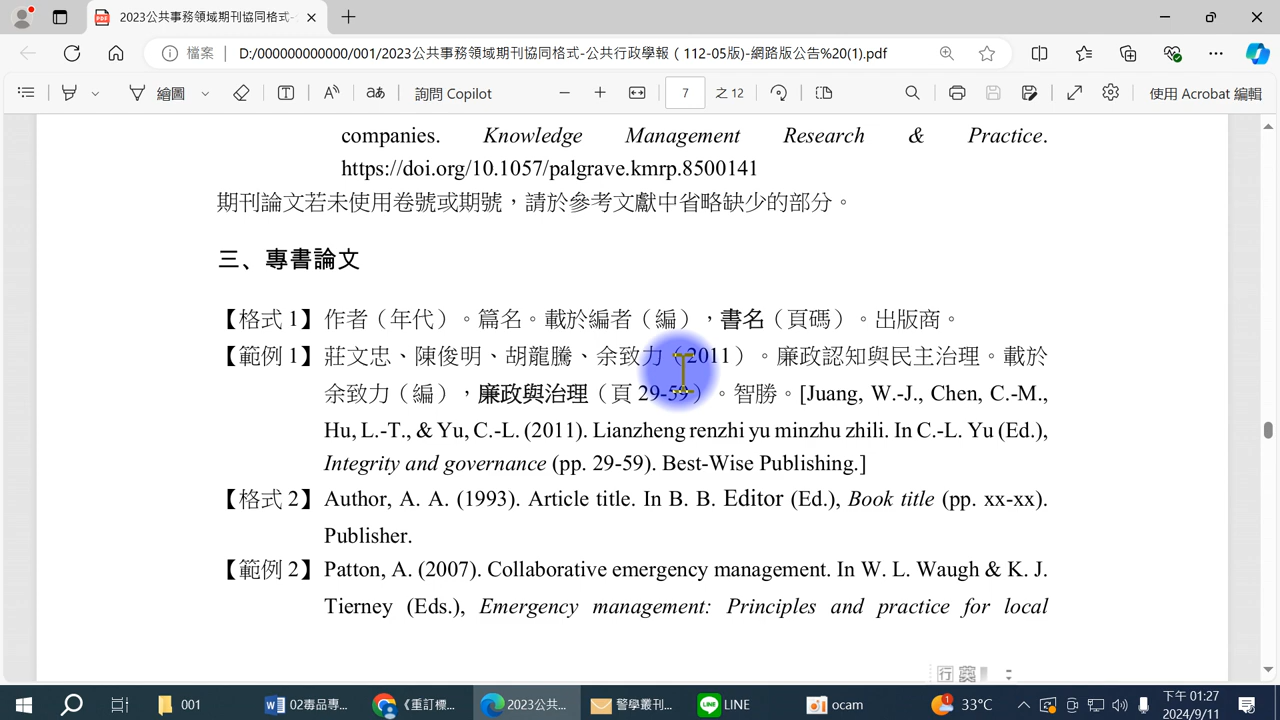 2023公共事務領域期刊協同格式-
檔案
D:/000000000000/001/2023公共事務領域期刊協同格式-公共行政學報（112-05版)-網路版公告%20(1).pdf
繪圖
aあ
詢問 Copilot
7
之 12
使用 Acrobat 編輯
companies. Knowledge Management Research & Practice.
https://doi.org/10.1057/palgrave.kmrp.8500141
期刊論文若未使用卷號或期號，請於參考文獻中省略缺少的部分。
三、專書論文
【格式 1】作者（年代）。篇名。載於編者（編），書名（頁碼）。出版商。
【範例 1】莊文忠、陳俊明、胡龍騰、余致力（2011）。廉政認知與民主治理。載於
余致力（編），廉政與治理（頁 29-59）。智勝。[Juang, W.-J., Chen, C.-M.,
Hu, L.-T., & Yu, C.-L. (2011). Lianzheng renzhi yu minzhu zhili. In C.-L. Yu (Ed.),
Integrity and governance (pp. 29-59). Best-Wise Publishing.]
【格式 2】Author, A. A. (1993). Article title. In B. B. Editor (Ed.), Book title (pp. xx-xx).
Publisher.
【範例 2】Patton, A. (2007). Collaborative emergency management. In W. L. Waugh & K. J.
Tierney (Eds.), Emergency management: Principles and practice for local
行 英
001
02毒品專...
《重訂欄...
2023公共...
警學叢刊...
LINE
ocam
1
33°C
下午 01:27
2024/9/11